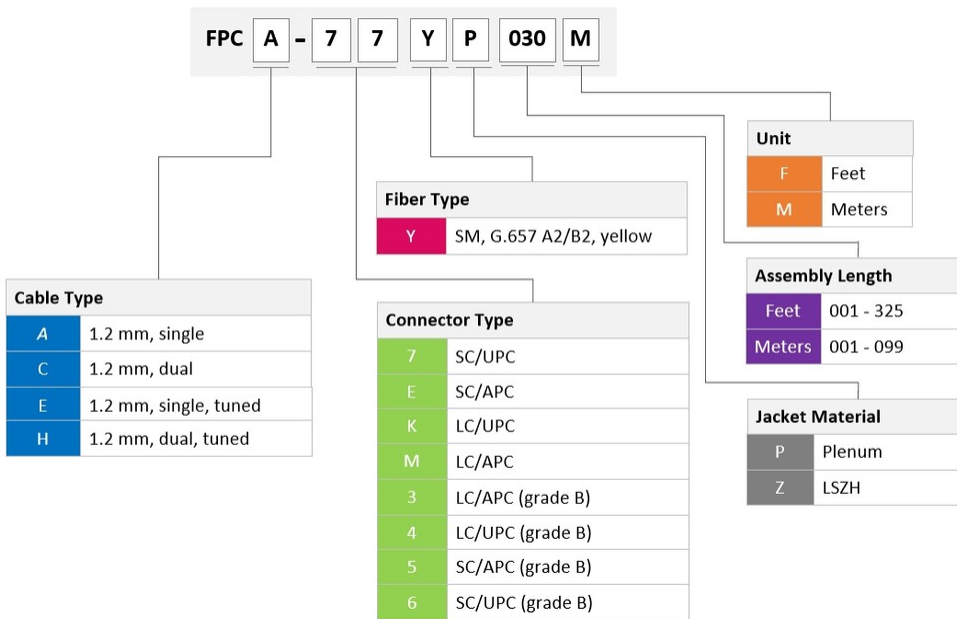 FPC A - 7 7 Y P 030 M
Unit
F Feet
M Meters
Fiber Type
Y SM, G.657 A2/B2, yellow
Assembly Length
Feet 001 - 325
Meters 001 - 099
Cable Type
A 1.2 mm, single
C 1.2 mm, dual
E 1.2 mm, single, tuned
H 1.2 mm, dual, tuned
Connector Type
7 SC/UPC
E SC/APC
K LC/UPC
M LC/APC
3 LC/APC (grade B)
4 LC/UPC (grade B)
5 SC/APC (grade B)
6 SC/UPC (grade B)
Jacket Material
P Plenum
Z LSZH